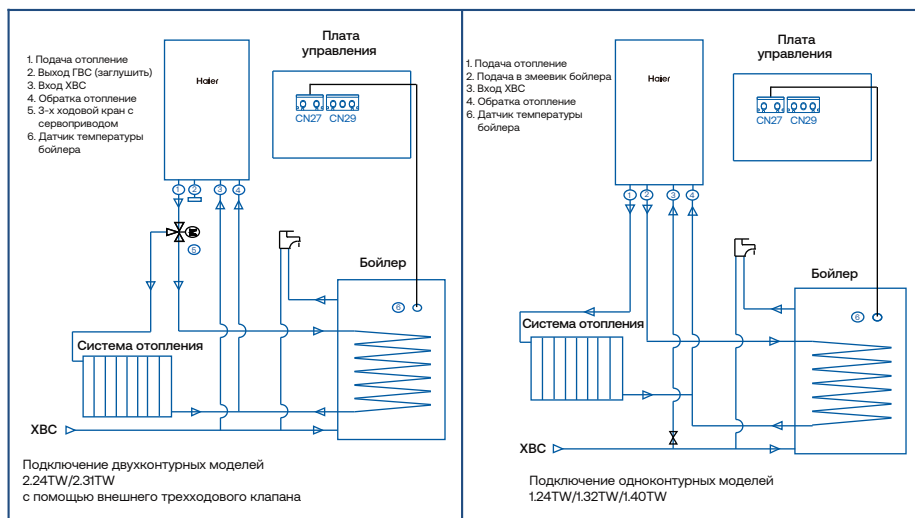 1. Подача отопление
2. Выход ГВС (заглушить)
3. Вход ХВС
4. Обратка отопление
5. 3-х ходовой кран с
сервоприводом
6. Датчик температуры
бойлера
Haier
Плата
управления
CN27
CN29
1
2
3
4
5
Бойлер
6
Система отопления
ХВС
Подключение двухконтурных моделей
2.24TW/2.31TW
с помощью внешнего трехходового клапана
1. Подача отопление
2. Подача в змеевик бойлера
3. Вход ХВС
4. Обратка отопление
6. Датчик температуры
бойлера
Haier
Плата
управления
CN27
CN29
1
2
3
4
Бойлер
6
Система отопления
ХВС
Подключение одноконтурных моделей
1.24TW/1.32TW/1.40TW